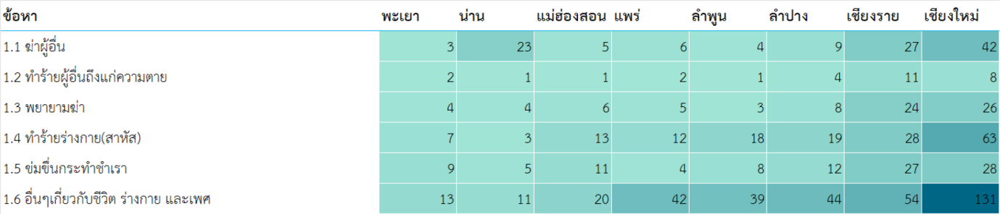 ข้อหา พะเยา น่าน แม่ฮ่องสอน แพร่ ลำพูน ลำปาง เชียงราย เชียงใหม่
1.1 ฆ่าผู้อื่น 3 23 5 6 4 9 27 42
1.2 ทำร้ายผู้อื่นถึงแก่ความตาย 2 1 1 2 1 4 11 8
1.3 พยายามฆ่า 4 4 6 5 3 8 24 26
1.4 ทำร้ายร่างกาย(สาหัส) 7 3 13 12 18 19 28 63
1.5 ข่มขื่นกระทำชำเรา 9 5 11 4 8 12 27 28
1.6 อื่นๆเกี่ยวกับชีวิต ร่างกาย และเพศ 13 11 20 42 39 44 54 131